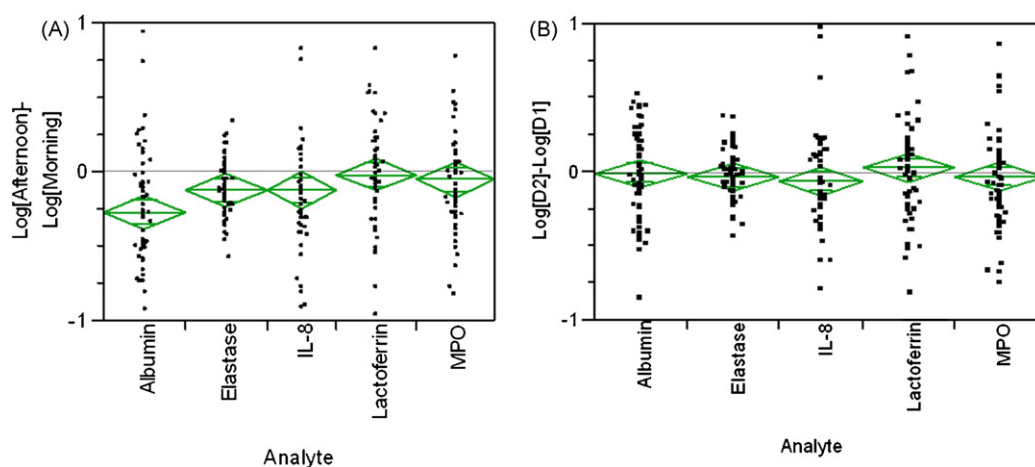 (A)
Log[Afternoon]-
Log[Morning]
1
0
-1
Albumin
Elastase
IL-8
Lactoferrin
MPO
Analyte
(B)
Log[D2]-Log[D1]
1
0
-1
Albumin
Elastase
IL-8
Lactoferrin
MPO
Analyte